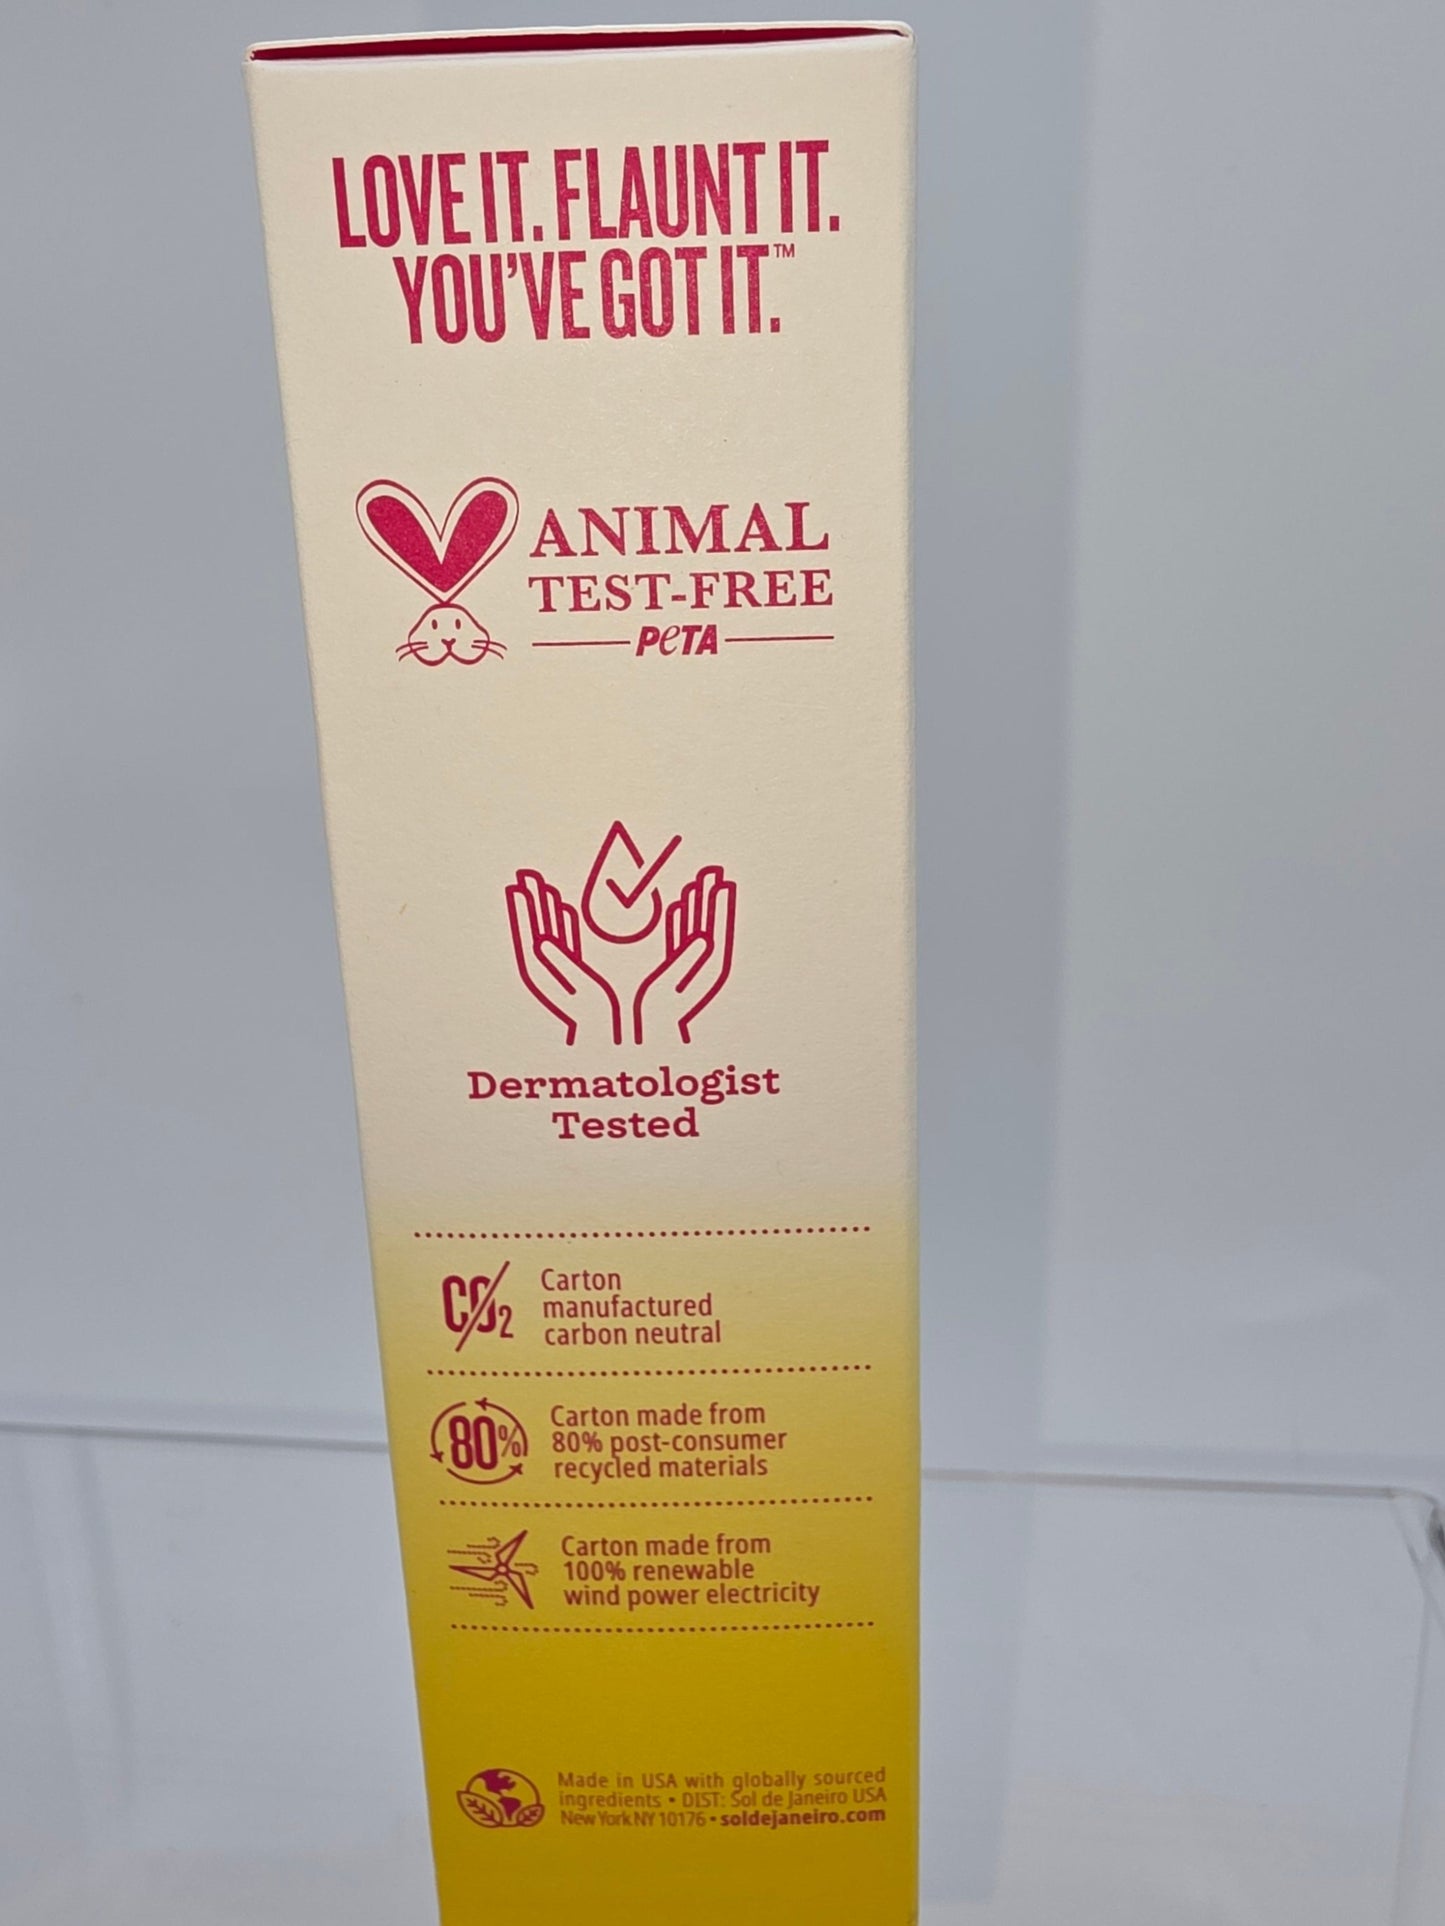 LOVE IT. FLAUNT IT.
YOU'VE GOT IT.™
ANIMAL
TEST-FREE
PeTA
Dermatologist
Tested
CO2
Carton
manufactured
carbon neutral
80%
Carton made from
80% post-consumer
recycled materials
Carton made from
100% renewable
wind power electricity
Made in USA with globally sourced
ingredients • DIST: Sol de Janeiro USA
New York NY 10176 • soldejaneiro.com